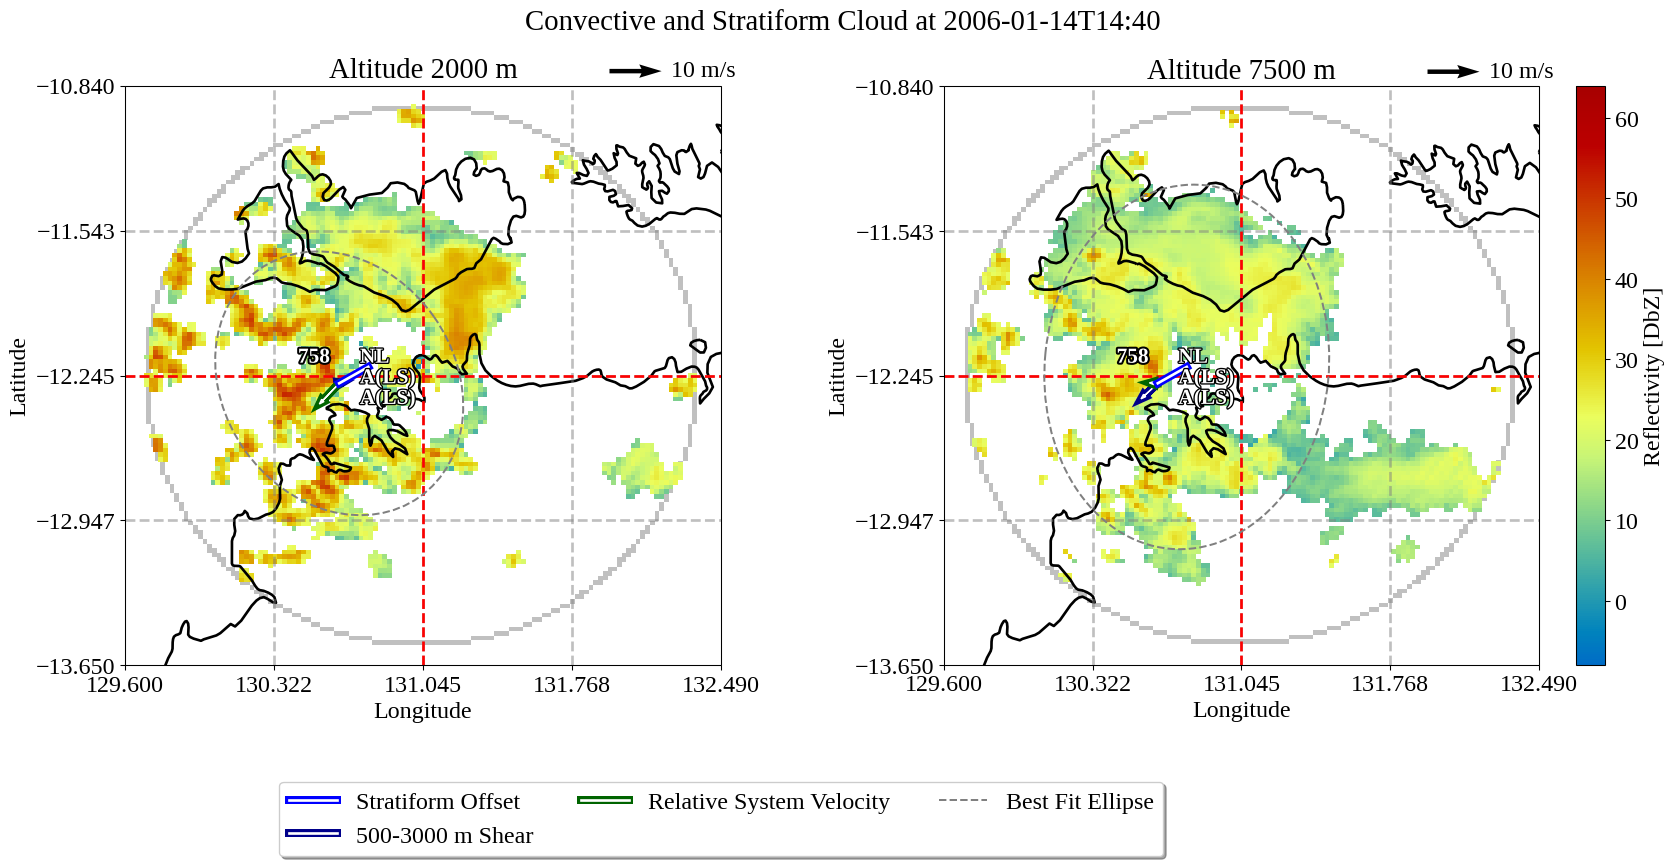 Convective and Stratiform Cloud at 2006-01-14T14:40
Altitude 2000 m
10 m/s
Altitude 7500 m
10 m/s
−10.840
−11.543
−12.245
−12.947
−13.650
129.600
130.322
131.045
131.768
132.490
Longitude
Latitude
758
NL
A(LS)
A(LS)
−10.840
−11.543
−12.245
−12.947
−13.650
129.600
130.322
131.045
131.768
132.490
Longitude
Latitude
758
NL
A(LS)
A(LS)
60
50
40
30
20
10
0
Reflectivity [DbZ]
Stratiform Offset
Relative System Velocity
Best Fit Ellipse
500-3000 m Shear